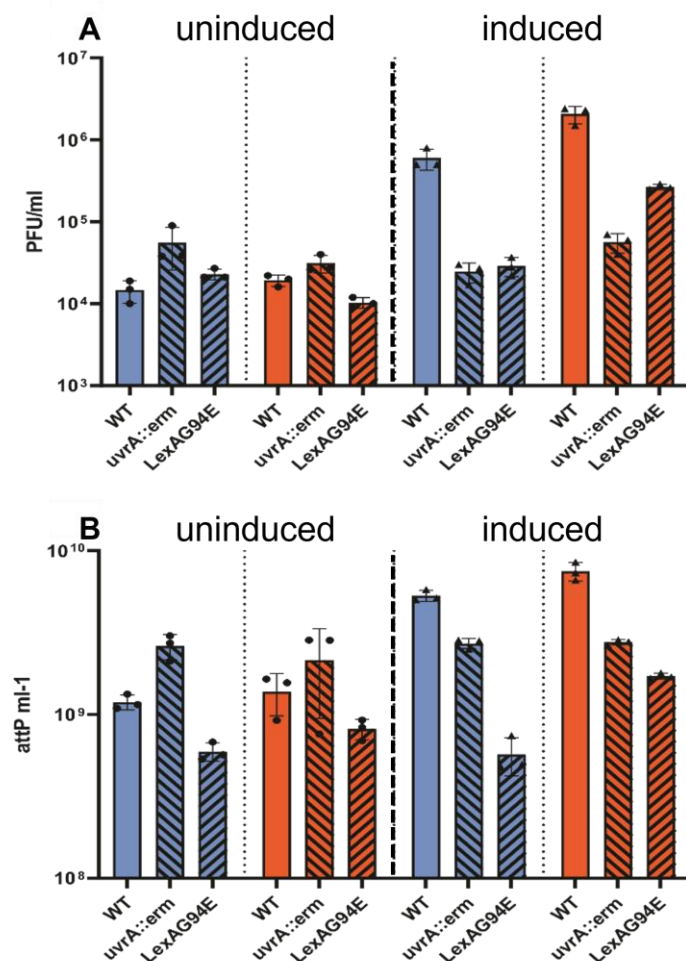 A uninduced induced
10⁷
10⁶
10⁵
10⁴
10³
PFU/ml
WT uvrA::erm LexAG94E WT uvrA::erm LexAG94E WT uvrA::erm LexAG94E WT uvrA::erm LexAG94E
B uninduced induced
10¹⁰
10⁹
10⁸
attP ml-1
WT uvrA::erm LexAG94E WT uvrA::erm LexAG94E WT uvrA::erm LexAG94E WT uvrA::erm LexAG94E